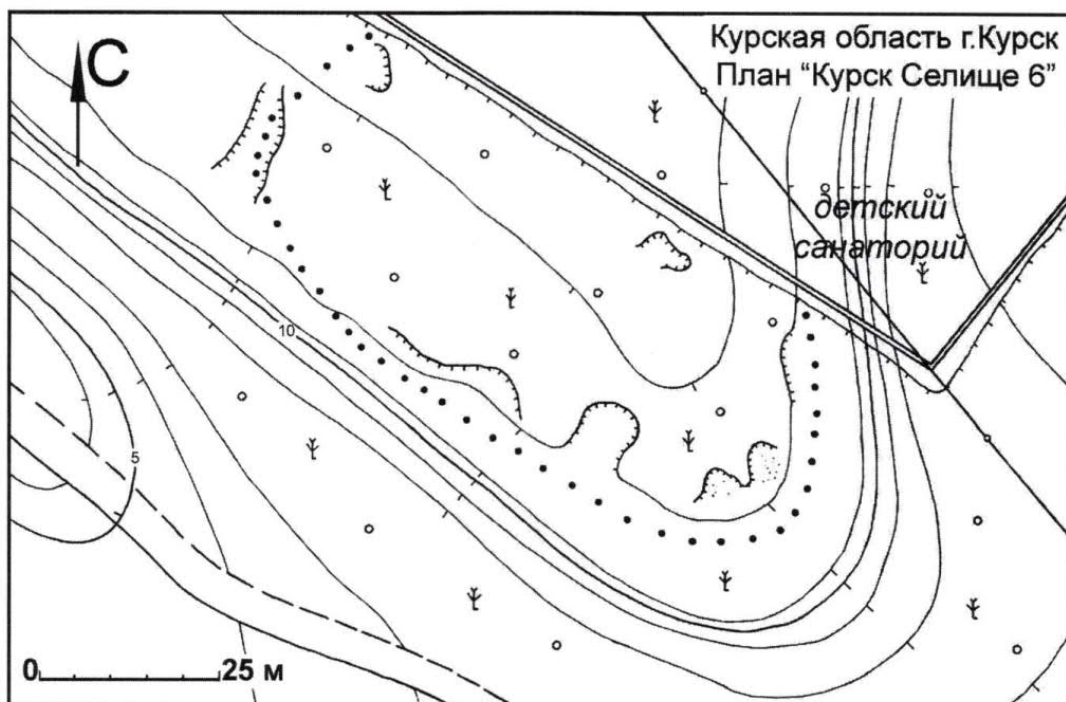 Курская область г.Курск
План “Курск Селище 6”
С
детский
санаторий
10
5
0 25 м